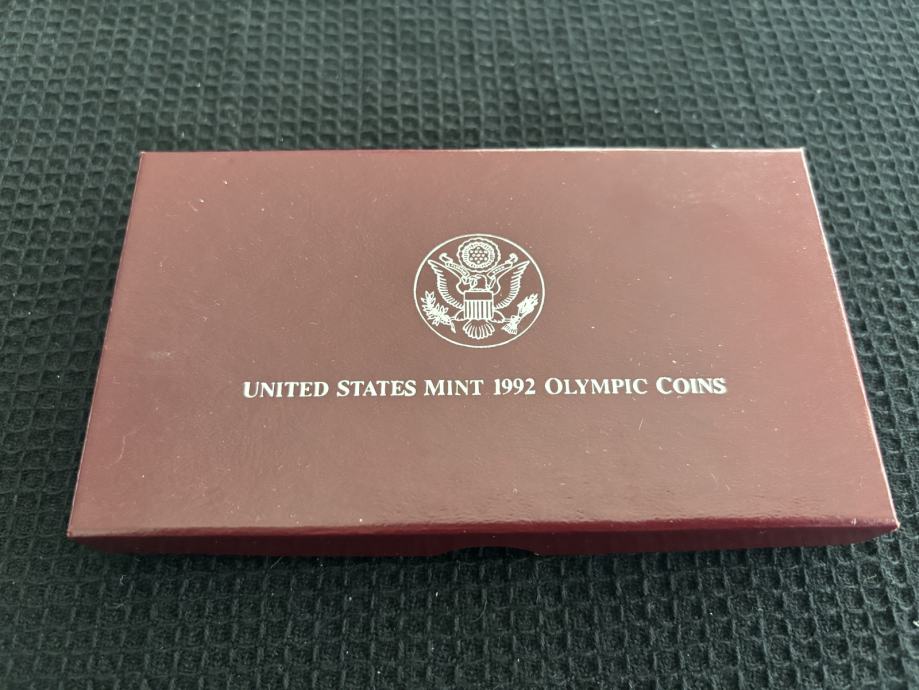 UNITED STATES MINT 1992 OLYMPIC COINS